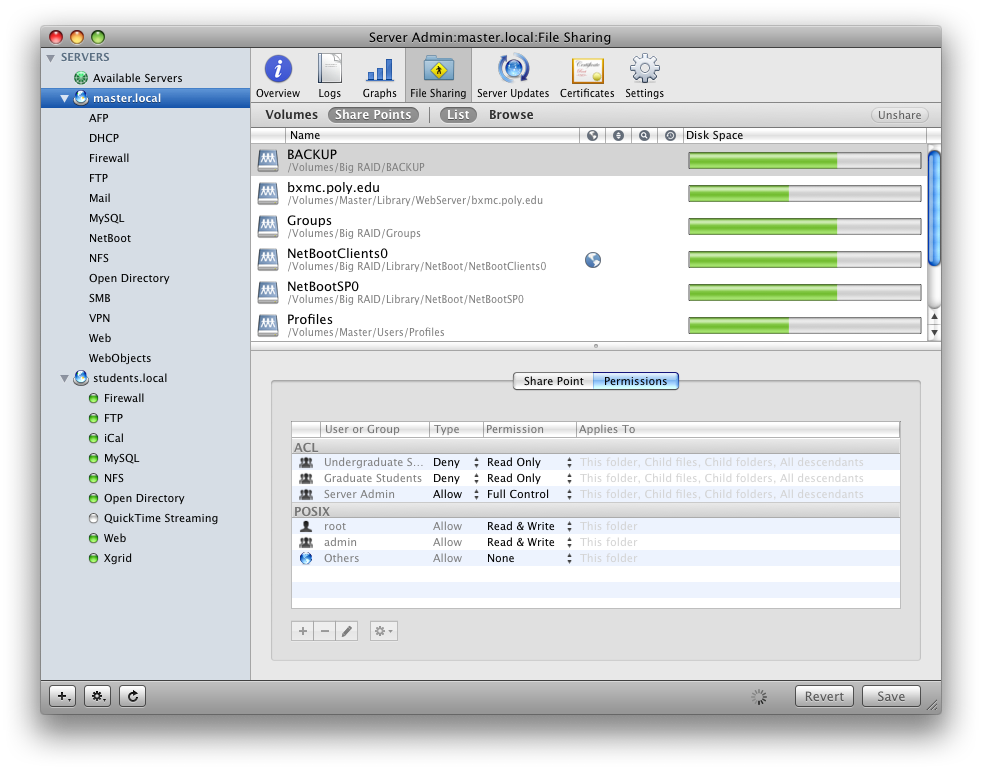 Server Admin:master.local:File Sharing
SERVERS
Available Servers
master.local
AFP
DHCP
Firewall
FTP
Mail
MySQL
NetBoot
NFS
Open Directory
SMB
VPN
Web
WebObjects
students.local
Firewall
FTP
iCal
MySQL
NFS
Open Directory
QuickTime Streaming
Web
Xgrid
Overview Logs Graphs File Sharing Server Updates Certificates Settings
Volumes Share Points List Browse Unshare
Name Disk Space
BACKUP
/Volumes/Big RAID/BACKUP
bxmc.poly.edu
/Volumes/Master/Library/WebServer/bxmc.poly.edu
Groups
/Volumes/Big RAID/Groups
NetBootClients0
/Volumes/Big RAID/Library/NetBoot/NetBootClients0
NetBootSP0
/Volumes/Big RAID/Library/NetBoot/NetBootSP0
Profiles
/Volumes/Master/Users/Profiles
Share Point Permissions
User or Group Type Permission Applies To
ACL
Undergraduate S... Deny Read Only This folder, Child files, Child folders, All descendants
Graduate Students Deny Read Only This folder, Child files, Child folders, All descendants
Server Admin Allow Full Control This folder, Child files, Child folders, All descendants
POSIX
root Allow Read & Write This folder
admin Allow Read & Write This folder
Others Allow None This folder
Revert Save